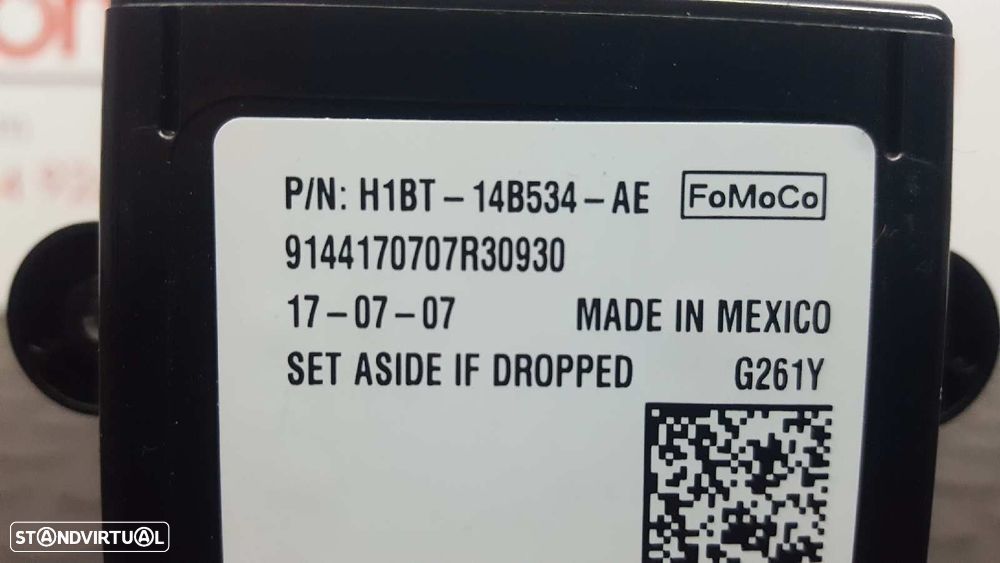 P/N: H1BT-14B534-AE FoMoCo
9144170707R30930
17-07-07 MADE IN MEXICO
SET ASIDE IF DROPPED G261Y
STANDVIRTUAL